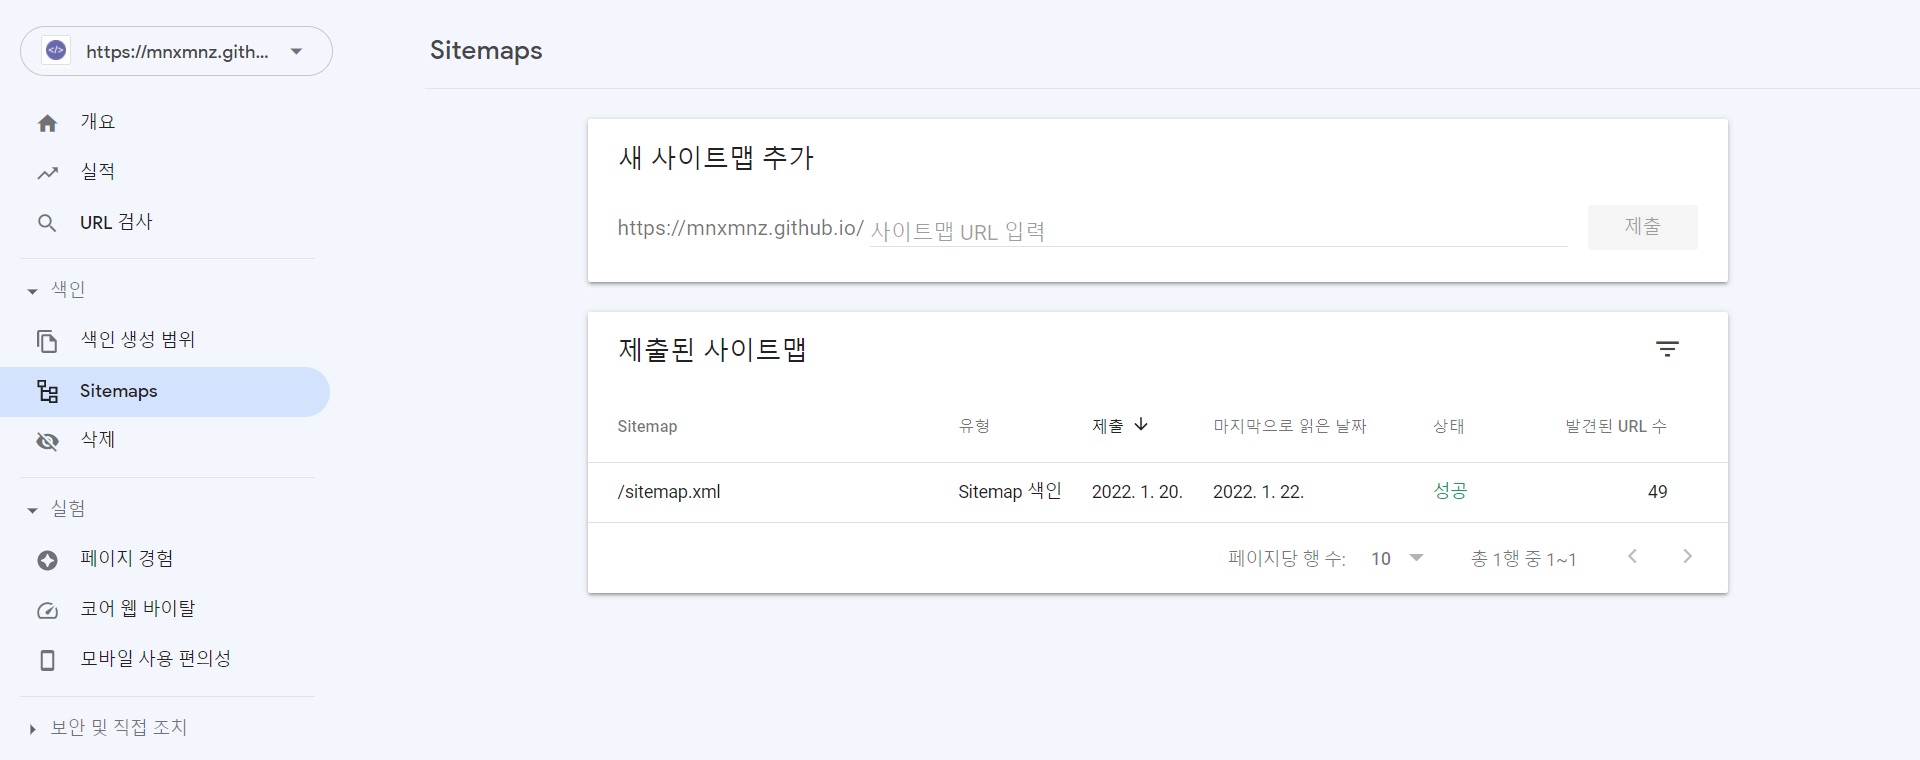 https://mnxmnz.gith...
개요
실적
URL 검사
색인
색인 생성 범위
Sitemaps
삭제
실험
페이지 경험
코어 웹 바이탈
모바일 사용 편의성
보안 및 직접 조치
Sitemaps
새 사이트맵 추가
https://mnxmnz.github.io/ 사이트맵 URL 입력 제출
제출된 사이트맵
Sitemap 유형 제출 마지막으로 읽은 날짜 상태 발견된 URL 수
/sitemap.xml Sitemap 색인 2022. 1. 20. 2022. 1. 22. 성공 49
페이지당 행 수: 10 총 1행 중 1~1